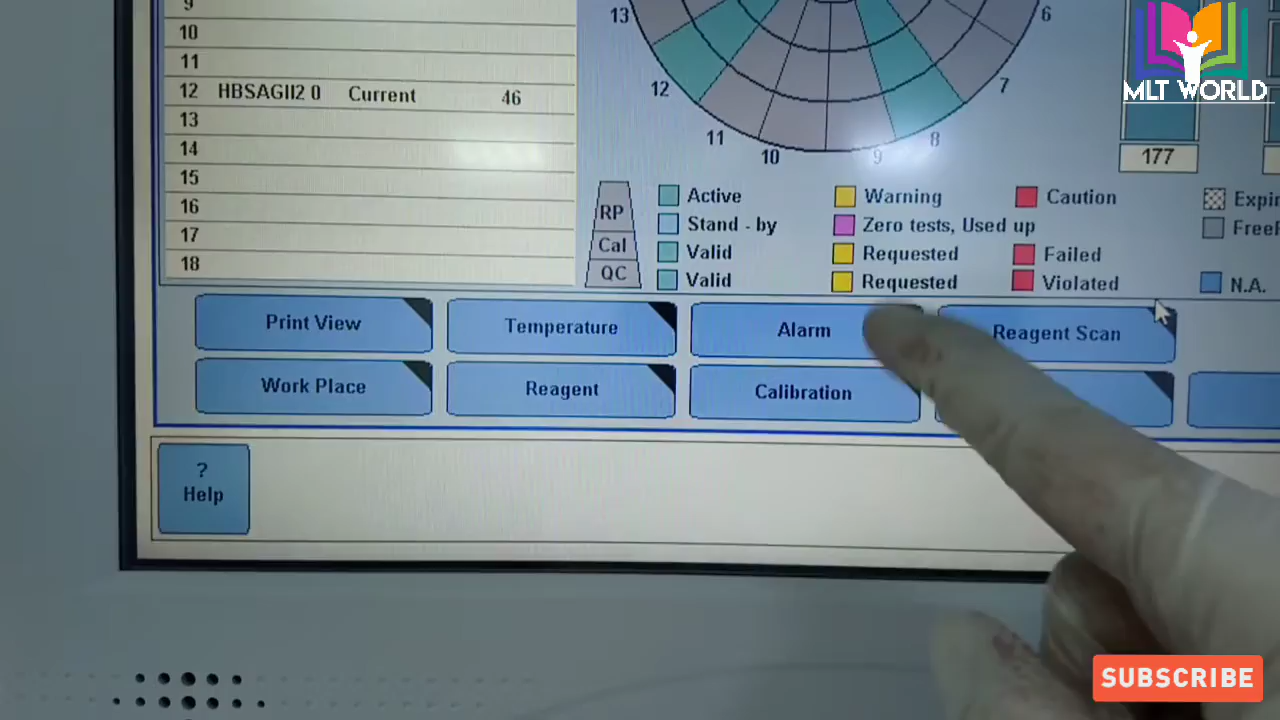 9
10
11
12 HBSAGII2 0 Current 46
13
14
15
16
17
18
13
12
11
10
9
8
7
6
177
RP
Cal
QC
Active
Warning
Caution
Stand - by
Zero tests, Used up
Valid
Requested
Failed
Valid
Requested
Violated
N.A.
Print View
Temperature
Alarm
Reagent Scan
Work Place
Reagent
Calibration
?
Help
MLT WORLD
SUBSCRIBE